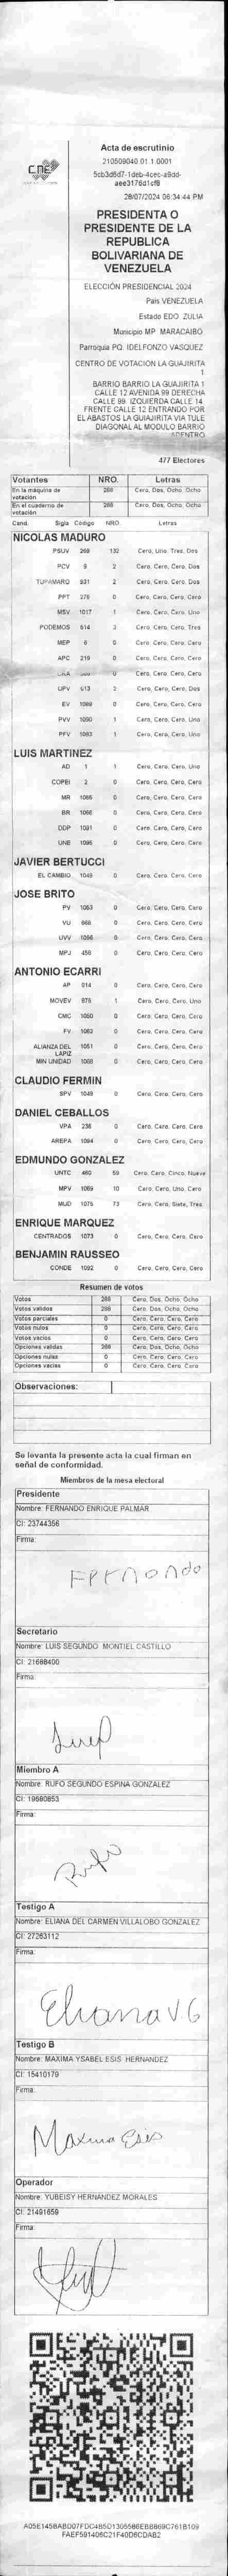 CNE
Acta de escrutinio
210509040.01.1.0001
28/07/2024 06:34:44 PM
PRESIDENTA O
PRESIDENTE DE LA
REPUBLICA
BOLIVARIANA DE
VENEZUELA
ELECCIÓN PRESIDENCIAL 2024
País VENEZUELA
Estado EDO. ZULIA
Municipio MP. MARACAIBO
Parroquia PQ. IDELFONZO VASQUEZ
CENTRO DE VOTACION LA GUAJIRITA
1
BARRIO BARRIO LA GUAJIRITA 1
CALLE 12 AVENIDA 99 DERECHA
CALLE 99. IZQUIERDA CALLE 14
FRENTE CALLE 12 ENTRANDO POR
EL ABASTOS LA GUAJAJIRITA VIA TULE
DIAGONAL AL MODULO BARRIO
ADENTRO
477 Electores
Votantes NRO. Letras
En la máquina de votación 288 Cero, Dos, Ocho, Ocho
En el cuaderno de votación 288 Cero, Dos, Ocho, Ocho
Cand. Sigla Código NRO. Letras
NICOLAS MADURO
PSUV 269 132 Cero, Uno, Tres, Dos
PCV 9 2 Cero, Cero, Cero, Dos
TUPAMARO 931 2 Cero, Cero, Cero, Dos
PPT 276 0 Cero, Cero, Cero, Cero
MSV 1017 1 Cero, Cero, Cero, Uno
PODEMOS 514 3 Cero, Cero, Cero, Tres
MEP 6 0 Cero, Cero, Cero, Cero
APC 219 0 Cero, Cero, Cero, Cero
0 Cero, Cero, Cero, Cero
UPV 613 2 Cero, Cero, Cero, Dos
EV 1089 0 Cero, Cero, Cero, Cero
PVV 1090 1 Cero, Cero, Cero, Uno
PFV 1093 1 Cero, Cero, Cero, Uno
LUIS MARTINEZ
AD 1 1 Cero, Cero, Cero, Uno
COPEI 2 0 Cero, Cero, Cero, Cero
MR 1065 0 Cero, Cero, Cero, Cero
BR 1066 0 Cero, Cero, Cero, Cero
DDP 1091 0 Cero, Cero, Cero, Cero
UNE 1096 0 Cero, Cero, Cero, Cero
JAVIER BERTUCCI
EL CAMBIO 1048 0 Cero, Cero, Cero, Cero
JOSE BRITO
PV 1053 0 Cero, Cero, Cero, Cero
VU 868 0 Cero, Cero, Cero, Cero
UVV 1056 0 Cero, Cero, Cero, Cero
MPJ 456 0 Cero, Cero, Cero, Cero
ANTONIO ECARRI
AP 914 0 Cero, Cero, Cero, Cero
MOVEV 876 1 Cero, Cero, Cero, Uno
CMC 1050 0 Cero, Cero, Cero, Cero
FV 1063 0 Cero, Cero, Cero, Cero
ALIANZA DEL LAPIZ 1051 0 Cero, Cero, Cero, Cero
MIN UNIDAD 1068 0 Cero, Cero, Cero, Cero
CLAUDIO FERMIN
SPV 1049 0 Cero, Cero, Cero, Cero
DANIEL CEBALLOS
VPA 236 0 Cero, Cero, Cero, Cero
AREPA 1094 0 Cero, Cero, Cero, Cero
EDMUNDO GONZALEZ
UNTC 460 59 Cero, Cero, Cinco, Nueve
MPV 1069 10 Cero, Cero, Uno, Cero
MUD 1075 73 Cero, Cero, Siete, Tres
ENRIQUE MARQUEZ
CENTRADOS 1073 0 Cero, Cero, Cero, Cero
BENJAMIN RAUSSEO
CONDE 1092 0 Cero, Cero, Cero, Cero
Resumen de votos
Votos 288 Cero, Dos, Ocho, Ocho
Votos válidos 288 Cero, Dos, Ocho, Ocho
Votos parciales 0 Cero, Cero, Cero, Cero
Votos nulos 0 Cero, Cero, Cero, Cero
Votos vacíos 0 Cero, Cero, Cero, Cero
Opciones válidas 288 Cero, Dos, Ocho, Ocho
Opciones nulas 0 Cero, Cero, Cero, Cero
Opciones vacías 0 Cero, Cero, Cero, Cero
Observaciones:
Se levanta la presente acta la cual firman en
señal de conformidad.
Miembros de la mesa electoral
Presidente
Nombre: FERNANDO ENRIQUE PALMAR
CI: 23744356
Firma:
Fernando
Secretario
Nombre: LUIS SEGUNDO MONTIEL CASTILLO
CI: 21688400
Firma:
Miembro A
Nombre: RUFO SEGUNDO ESPINA GONZALEZ
CI: 19680853
Firma:
Rufo
Testigo A
Nombre: ELIANA DEL CARMEN VILLALOBO GONZALEZ
CI: 27263112
Firma:
Eliana V.G
Testigo B
Nombre: MAXIMA YSABEL ESIS HERNANDEZ
CI: 15410179
Firma:
Maxima Esis
Operador
Nombre: YUBEISY HERNANDEZ MORALES
CI: 21491659
Firma: